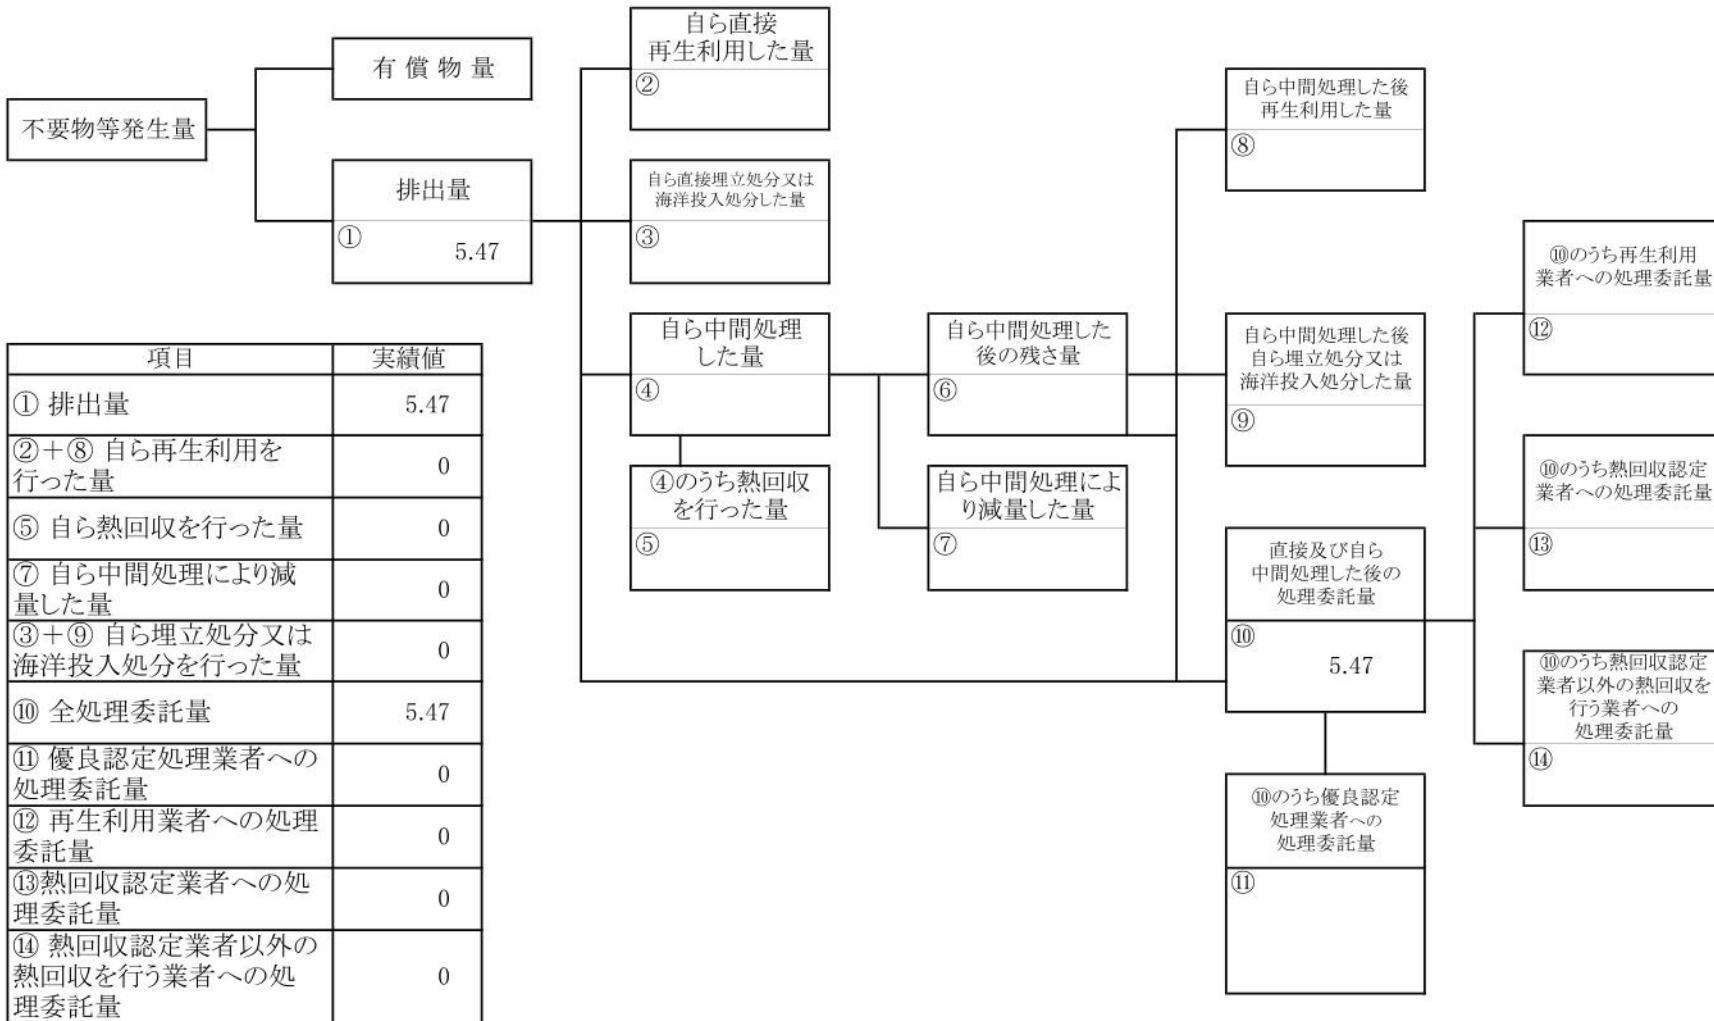 不要物等発生量
有 償 物 量
排出量
①
5.47
自ら直接
再生利用した量
②
自ら直接埋立処分又は
海洋投入処分した量
③
自ら中間処理
した量
④
④のうち熱回収
を行った量
⑤
自ら中間処理した
後の残さ量
⑥
自ら中間処理によ
り減量した量
⑦
自ら中間処理した後
再生利用した量
⑧
自ら中間処理した後
自ら埋立処分又は
海洋投入処分した量
⑨
直接及び自ら
中間処理した後の
処理委託量
⑩
5.47
⑩のうち優良認定
処理業者への
処理委託量
⑪
⑩のうち再生利用
業者への処理委託量
⑫
⑩のうち熱回収認定
業者への処理委託量
⑬
⑩のうち熱回収認定
業者以外の熱回収を
行う業者への
処理委託量
⑭
項目 実績値
① 排出量 5.47
②+⑧ 自ら再生利用を
行った量 0
⑤ 自ら熱回収を行った量 0
⑦ 自ら中間処理により減
量した量 0
③+⑨ 自ら埋立処分又は
海洋投入処分を行った量 0
⑩ 全処理委託量 5.47
⑪ 優良認定処理業者への
処理委託量 0
⑫ 再生利用業者への処理
委託量 0
⑬熱回収認定業者への処
理委託量 0
⑭ 熱回収認定業者以外の
熱回収を行う業者への処
理委託量 0